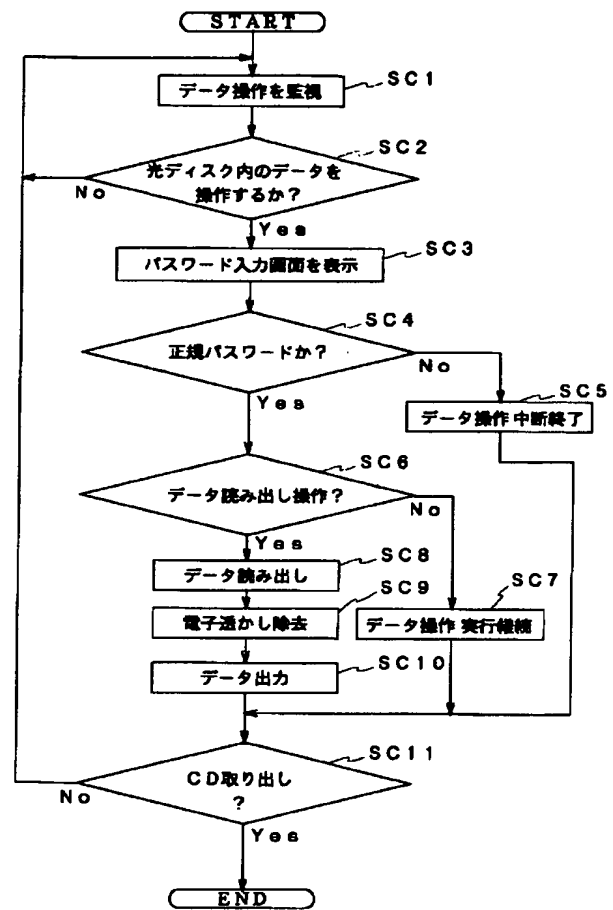 START
データ操作を監視
SC1
光ディスク内のデータを
操作するか？
SC2
No
Yes
パスワード入力画面を表示
SC3
正規パスワードか？
SC4
No
Yes
データ操作 中断終了
SC5
データ読み出し操作？
SC6
No
Yes
データ読み出し
SC8
電子透かし除去
SC9
データ操作 実行継続
SC7
データ出力
SC10
CD取り出し
？
SC11
No
Yes
END